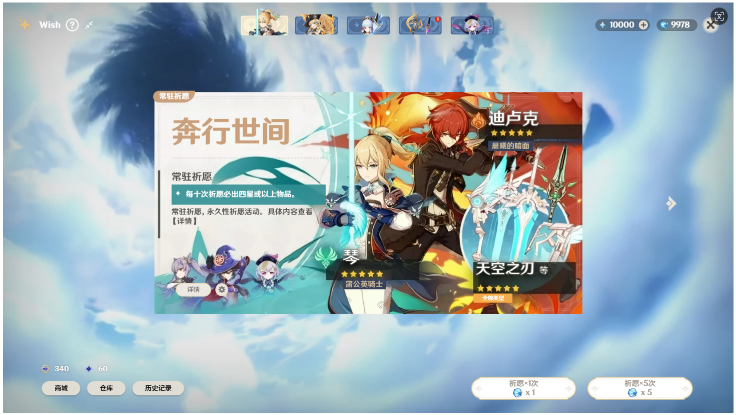 Wish ?
10000
9978
常驻祈愿
奔行世间
常驻祈愿
每十次祈愿必出四星或以上物品。
常驻祈愿，永久性祈愿活动。具体内容查看
【详情】
详情
迪卢克
晨曦的暗面
琴
蒲公英骑士
天空之刃 等
340
60
商城
仓库
历史记录
祈愿×1次
x 1
祈愿×5次
x 5